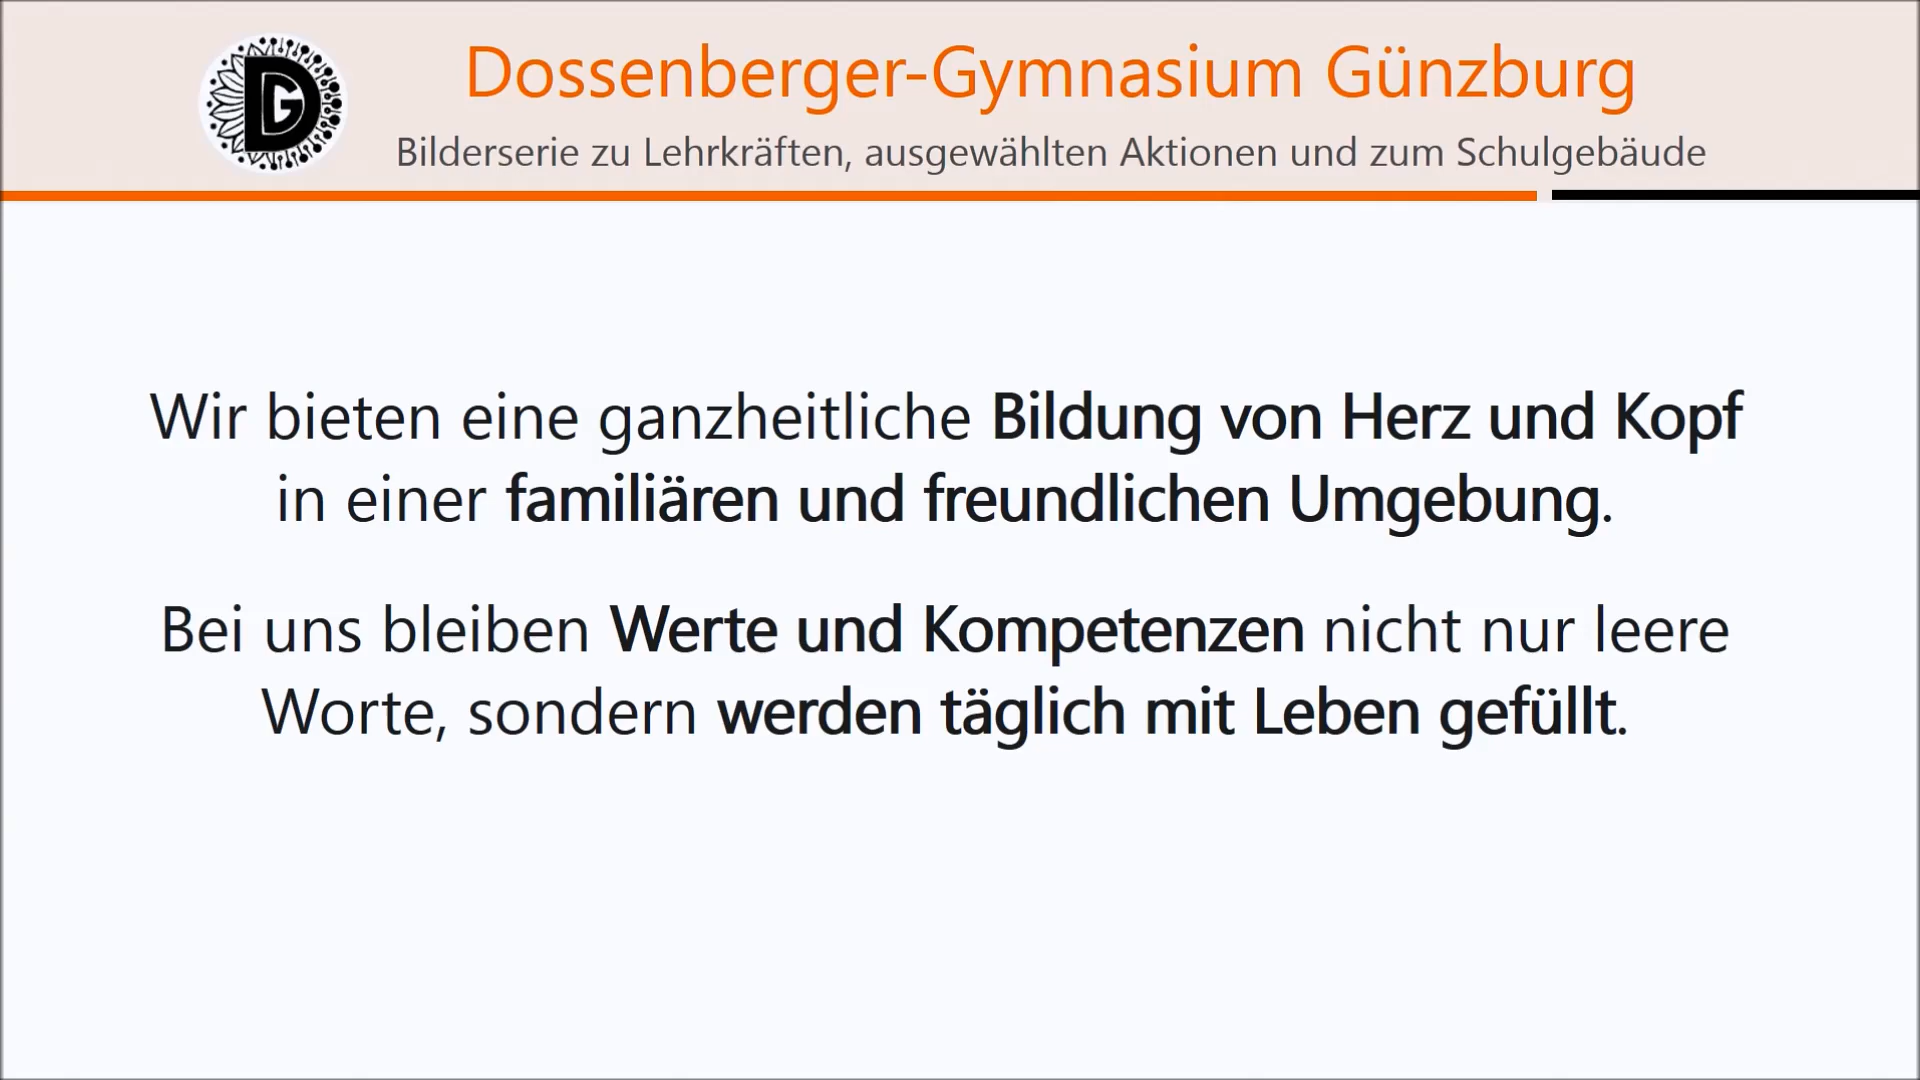 DG
Dossenberger-Gymnasium Günzburg
Bilderserie zu Lehrkräften, ausgewählten Aktionen und zum Schulgebäude
Wir bieten eine ganzheitliche Bildung von Herz und Kopf
in einer familiären und freundlichen Umgebung.
Bei uns bleiben Werte und Kompetenzen nicht nur leere
Worte, sondern werden täglich mit Leben gefüllt.